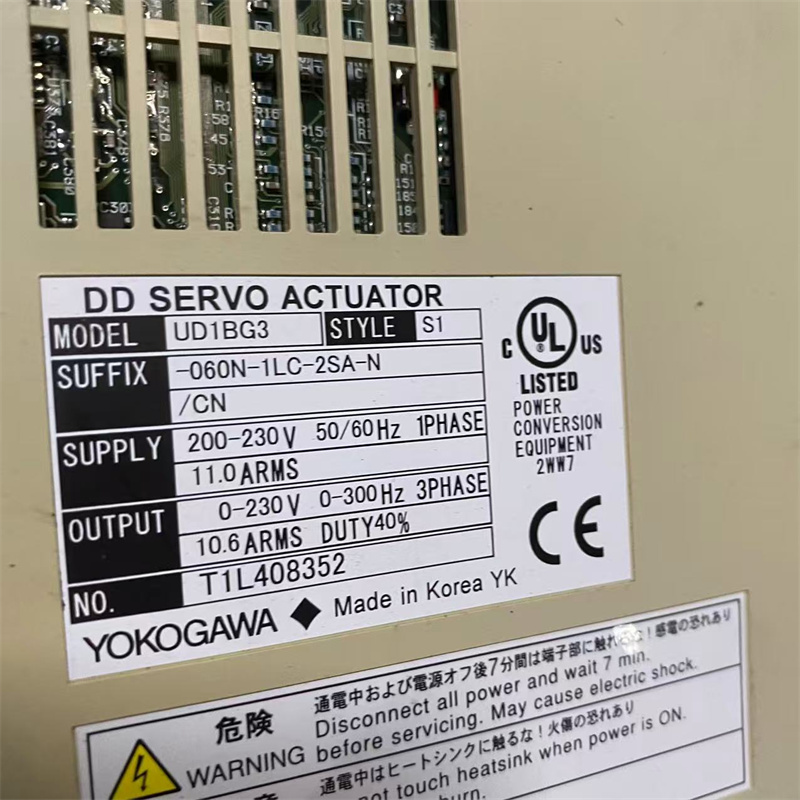 DD SERVO ACTUATOR
MODEL UD1BG3 STYLE S1
SUFFIX -060N-1LC-2SA-N
/CN
SUPPLY 200-230V 50/60Hz 1PHASE
11.0ARMS
OUTPUT 0-230V 0-300Hz 3PHASE
10.6ARMS DUTY40%
NO. T1L408352
YOKOGAWA Made in Korea YK
C UL US
LISTED
POWER
CONVERSION
EQUIPMENT
2WW7
CE
危険
WARNING
通電中および電源オフ後7分間は端子部に触れるな！感電の恐れあり
Disconnect all power and wait 7 min.
before servicing. May cause electric shock.
通電中はヒートシンクに触るな！火傷の恐れあり
not touch heatsink when power is ON.
burn.